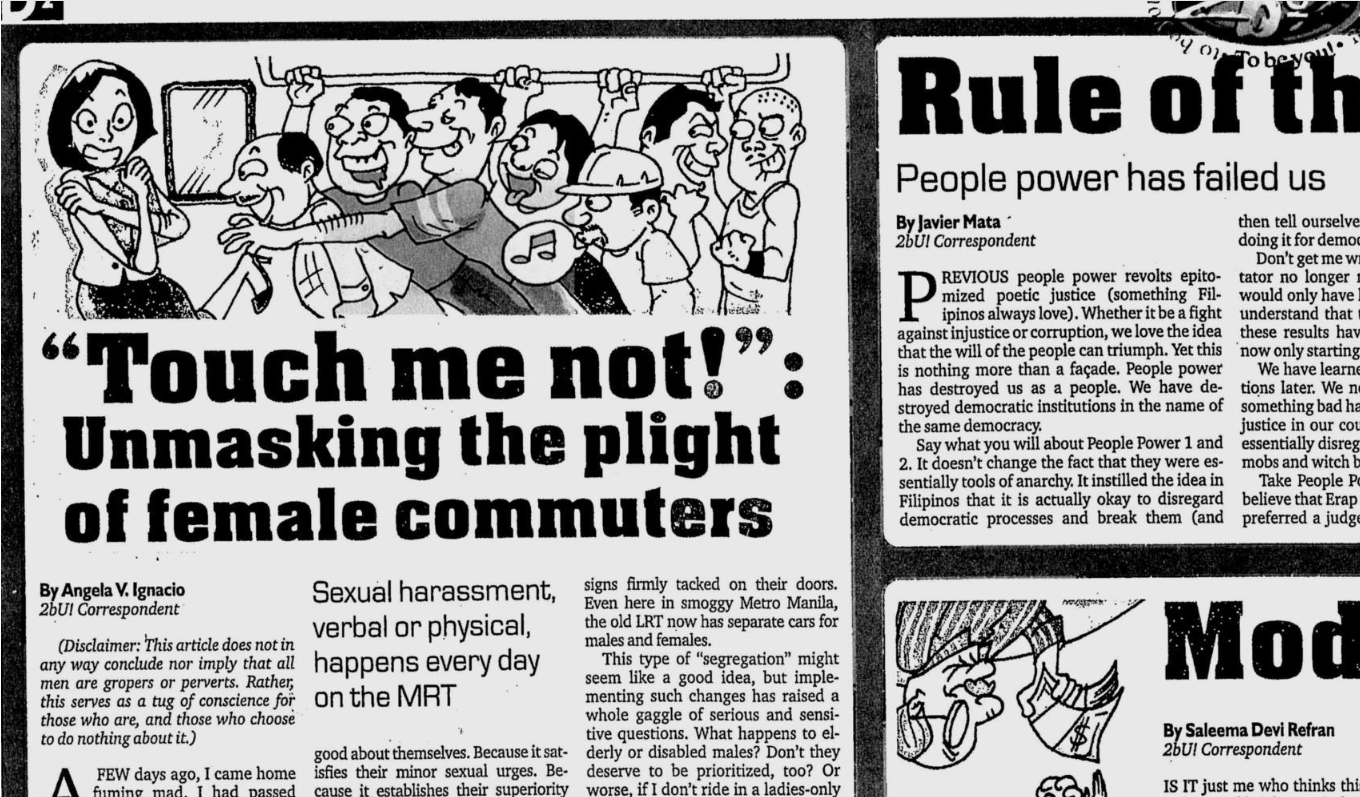 To be you!
"Touch me not!":
Unmasking the plight
of female commuters
By Angela V. Ignacio
2bU! Correspondent
(Disclaimer: This article does not in
any way conclude nor imply that all
men are gropers or perverts. Rather,
this serves as a tug of conscience for
those who are, and those who choose
to do nothing about it.)
A FEW days ago, I came home
fuming mad. I had passed
Sexual harassment,
verbal or physical,
happens every day
on the MRT
good about themselves. Because it sat-
isfies their minor sexual urges. Be-
cause it establishes their superiority
signs firmly tacked on their doors.
Even here in smoggy Metro Manila,
the old LRT now has separate cars for
males and females.
This type of "segregation" might
seem like a good idea, but imple-
menting such changes has raised a
whole gaggle of serious and sensi-
tive questions. What happens to el-
derly or disabled males? Don't they
deserve to be prioritized, too? Or
worse, if I don't ride in a ladies-only
Rule of th
People power has failed us
By Javier Mata
2bU! Correspondent
PREVIOUS people power revolts epito-
mized poetic justice (something Fil-
ipinos always love). Whether it be a fight
against injustice or corruption, we love the idea
that the will of the people can triumph. Yet this
is nothing more than a façade. People power
has destroyed us as a people. We have de-
stroyed democratic institutions in the name of
the same democracy.
Say what you will about People Power 1 and
2. It doesn't change the fact that they were es-
sentially tools of anarchy. It instilled the idea in
Filipinos that it is actually okay to disregard
democratic processes and break them (and
then tell ourselve
doing it for democ
Don't get me w
tator no longer
would only have
understand that
these results hav
now only starting
We have learne
tions later. We n
something bad ha
justice in our cou
essentially disreg
mobs and witch b
Take People Po
believe that Erap
preferred a judge
$
Mod
By Saleema Devi Refran
2bU! Correspondent
IS IT just me who thinks thi